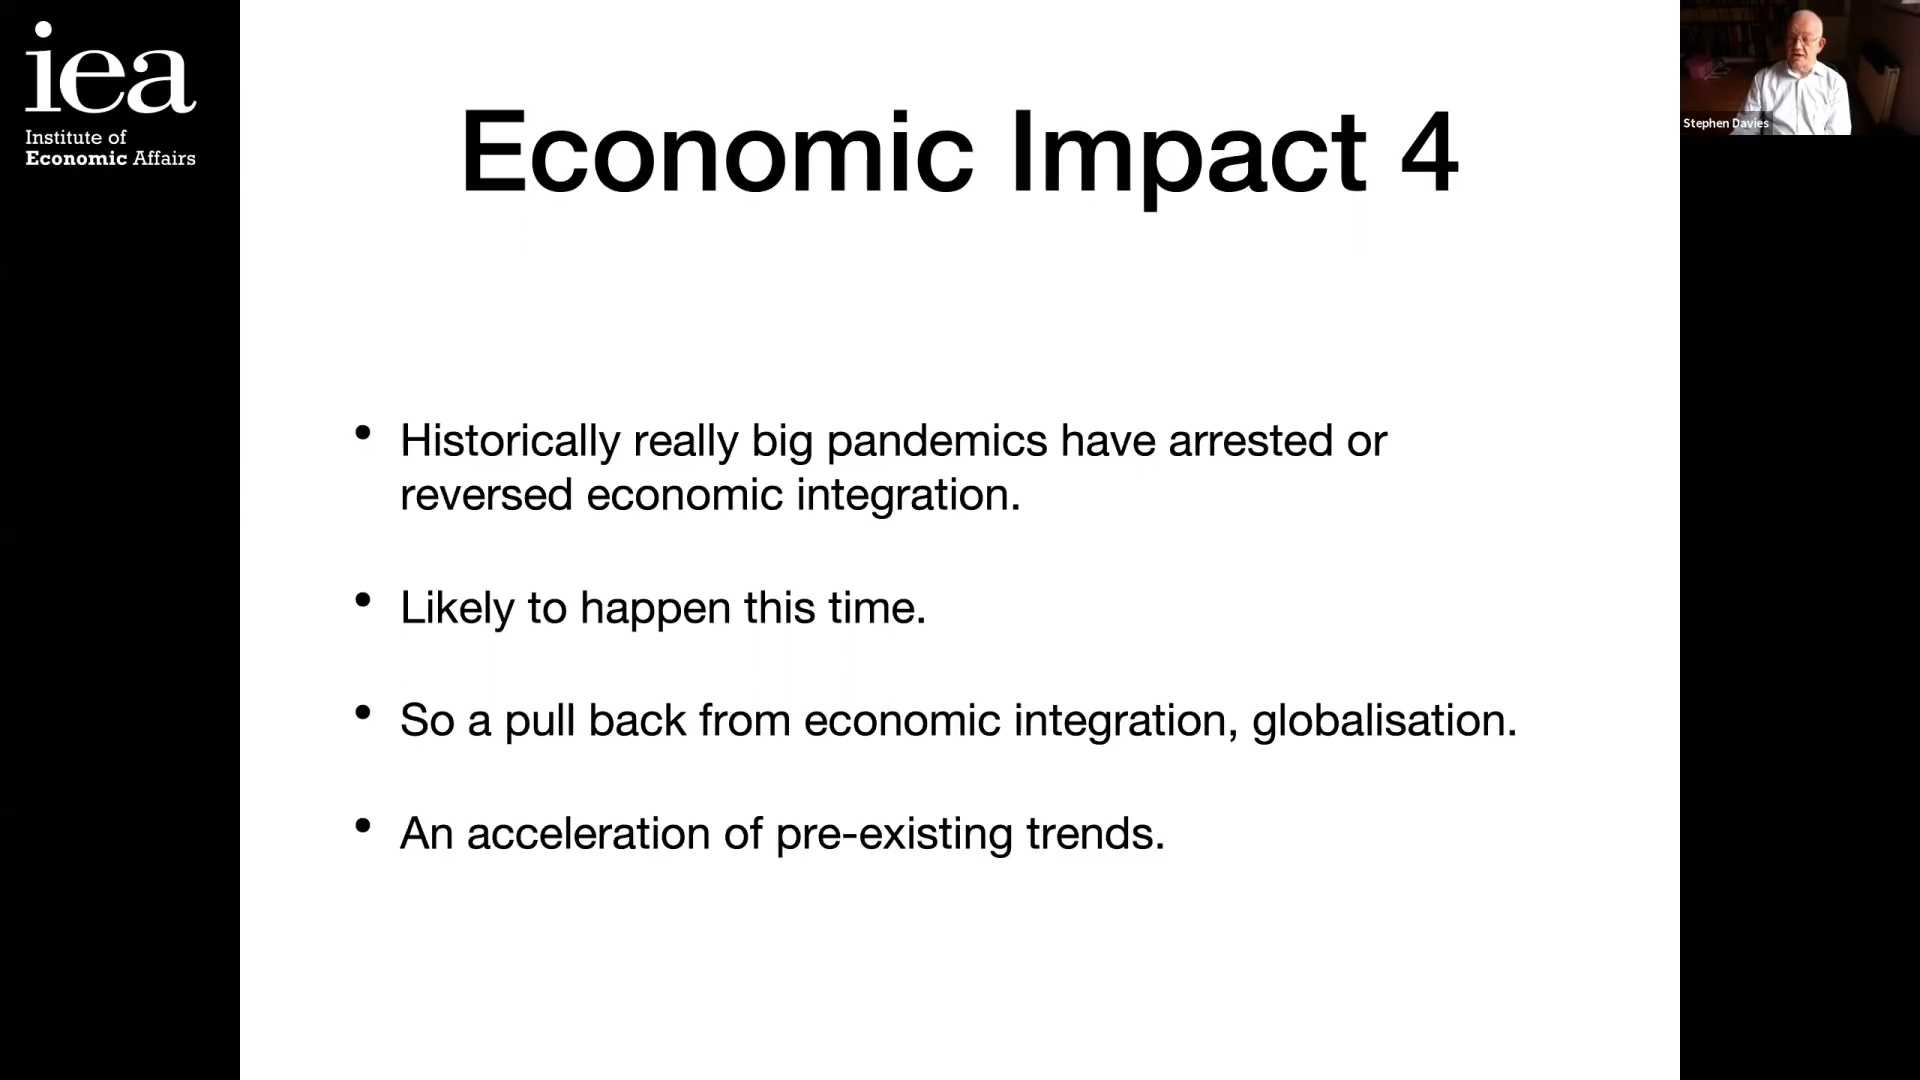 iea
Institute of
Economic Affairs
Stephen Davies
Economic Impact 4
• Historically really big pandemics have arrested or
reversed economic integration.
• Likely to happen this time.
• So a pull back from economic integration, globalisation.
• An acceleration of pre-existing trends.